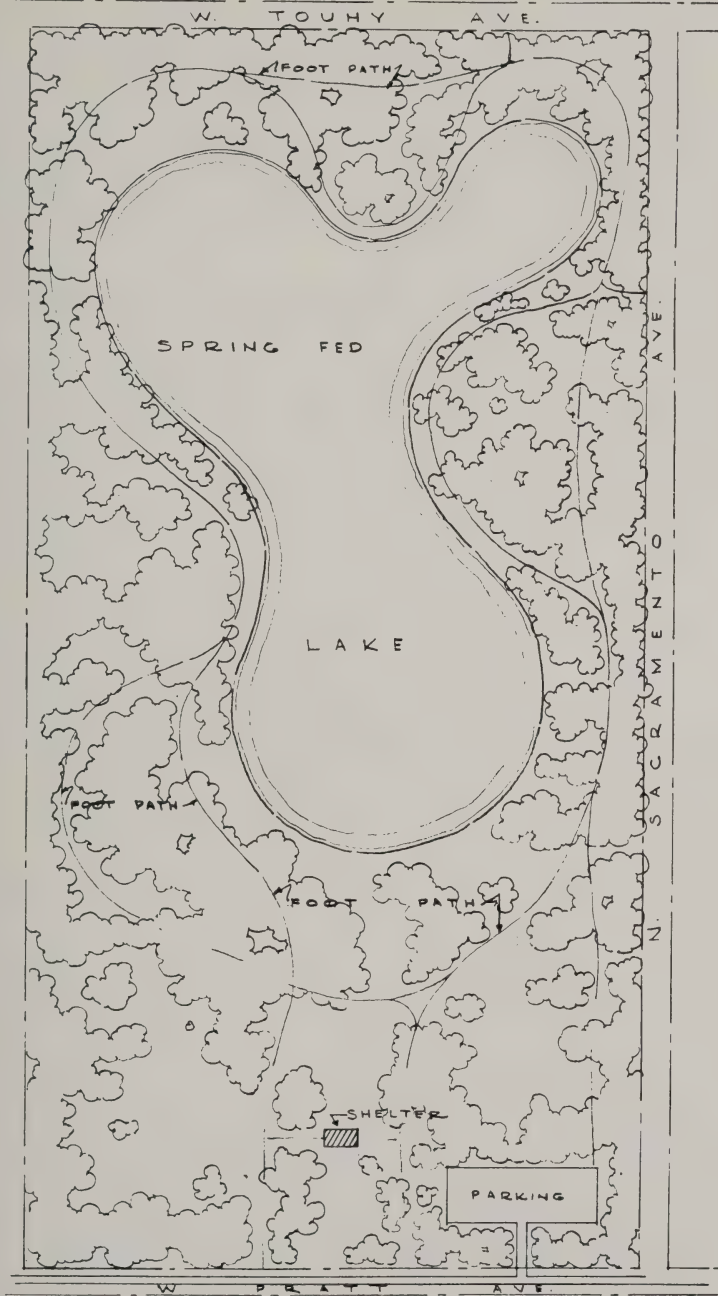 W. TOUHY AVE.
FOOT PATH
SPRING FED
LAKE
N. SACRAMENTO AVE.
FOOT PATH
FOOT PATH
SHELTER
PARKING
W PRATT AVE.